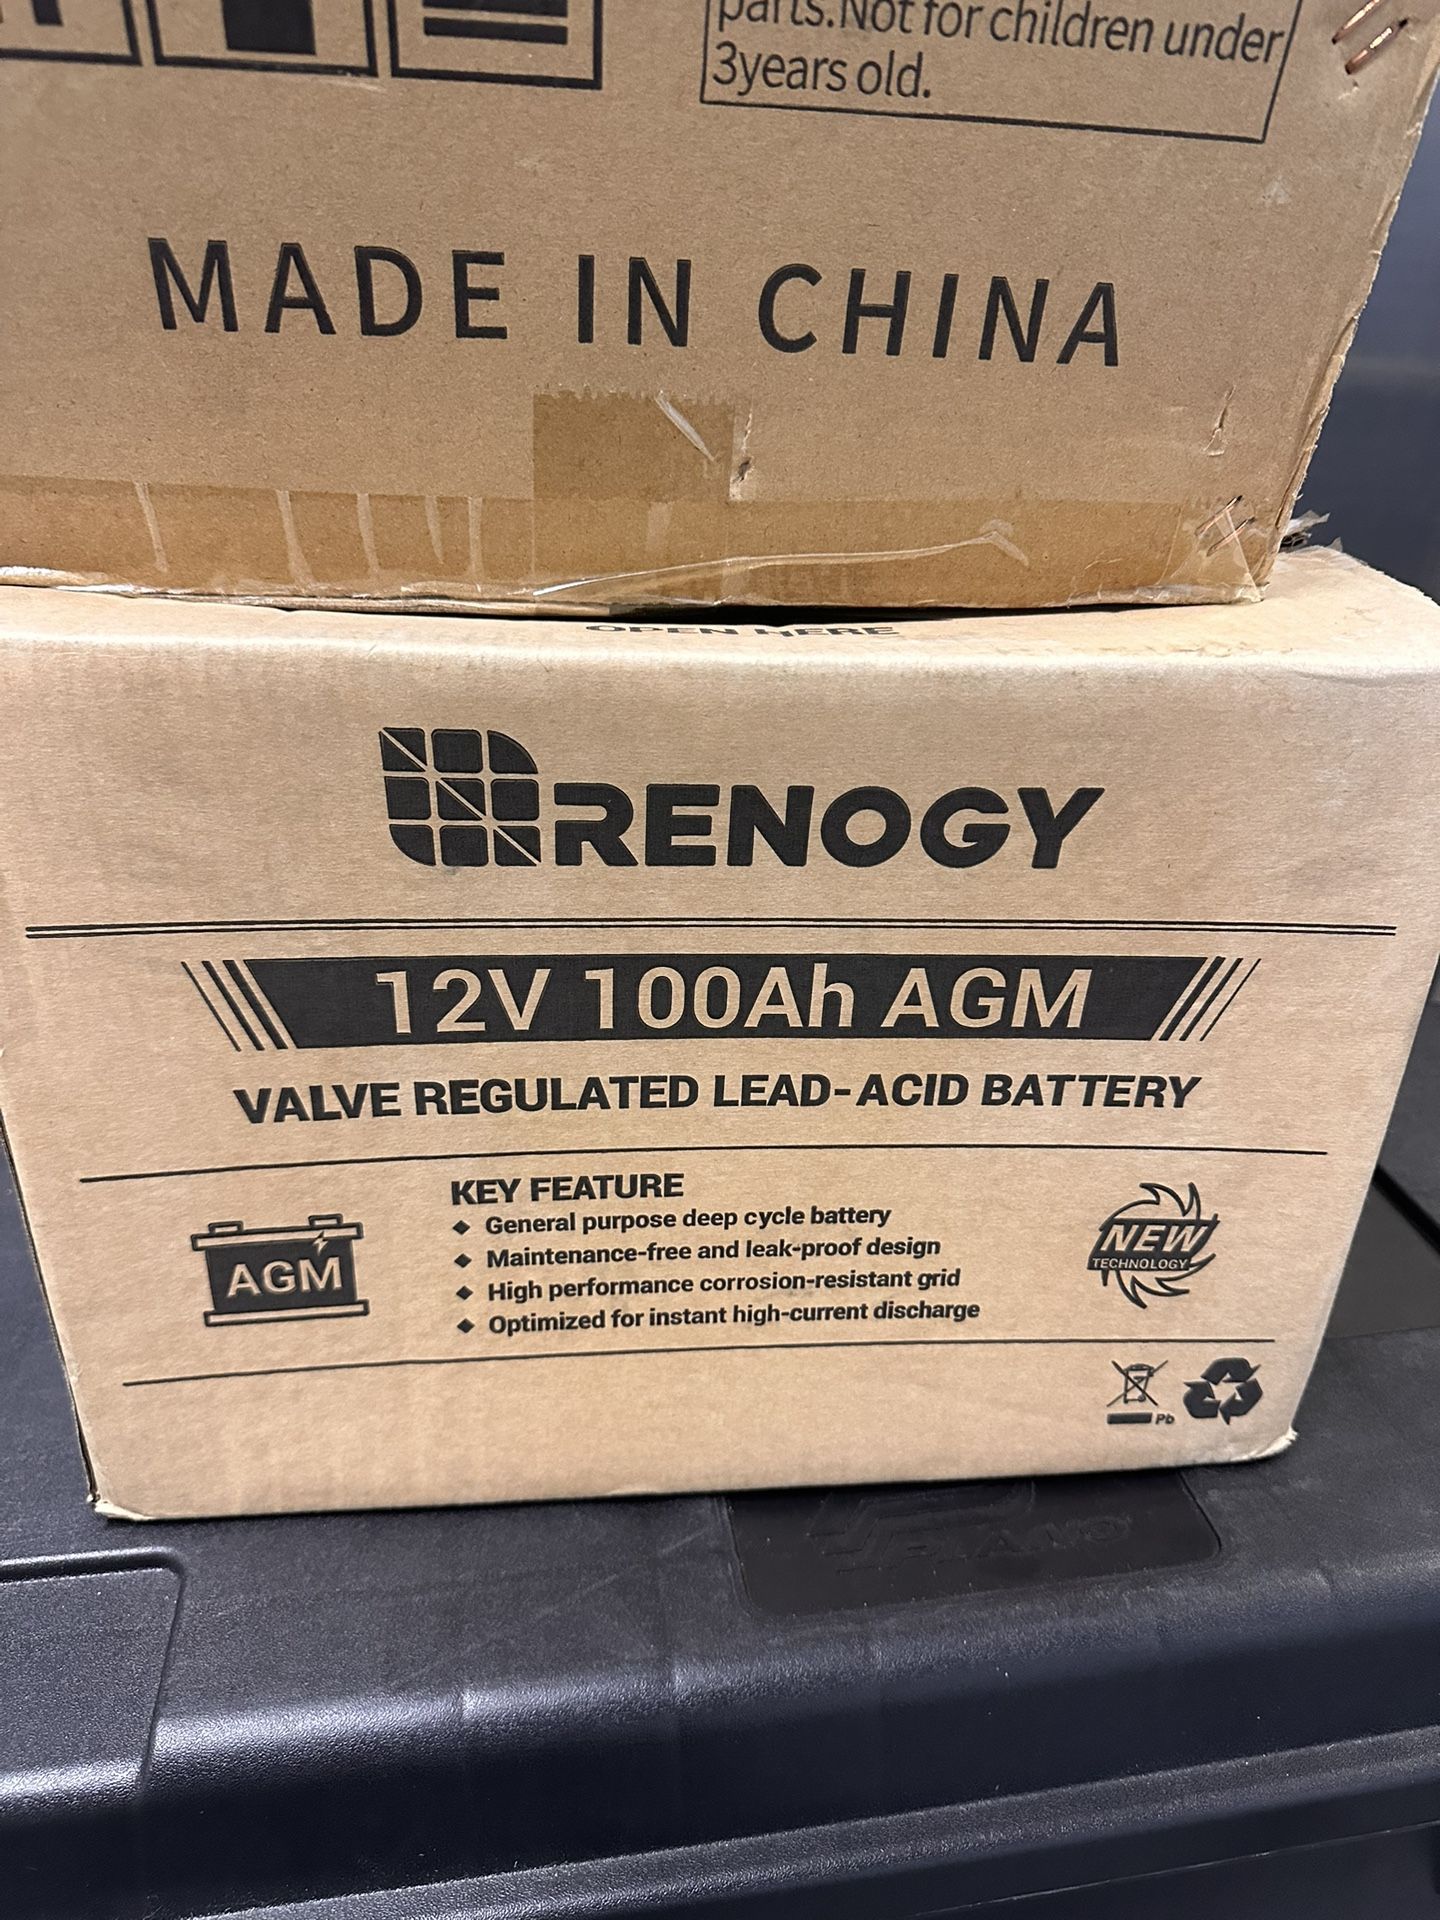 parts.Not for children under
3years old.
MADE IN CHINA
OPEN HERE
RENOGY
12V 100Ah AGM
VALVE REGULATED LEAD-ACID BATTERY
KEY FEATURE
General purpose deep cycle battery
Maintenance-free and leak-proof design
High performance corrosion-resistant grid
Optimized for instant high-current discharge
AGM
NEW
TECHNOLOGY
Pb
PLANO